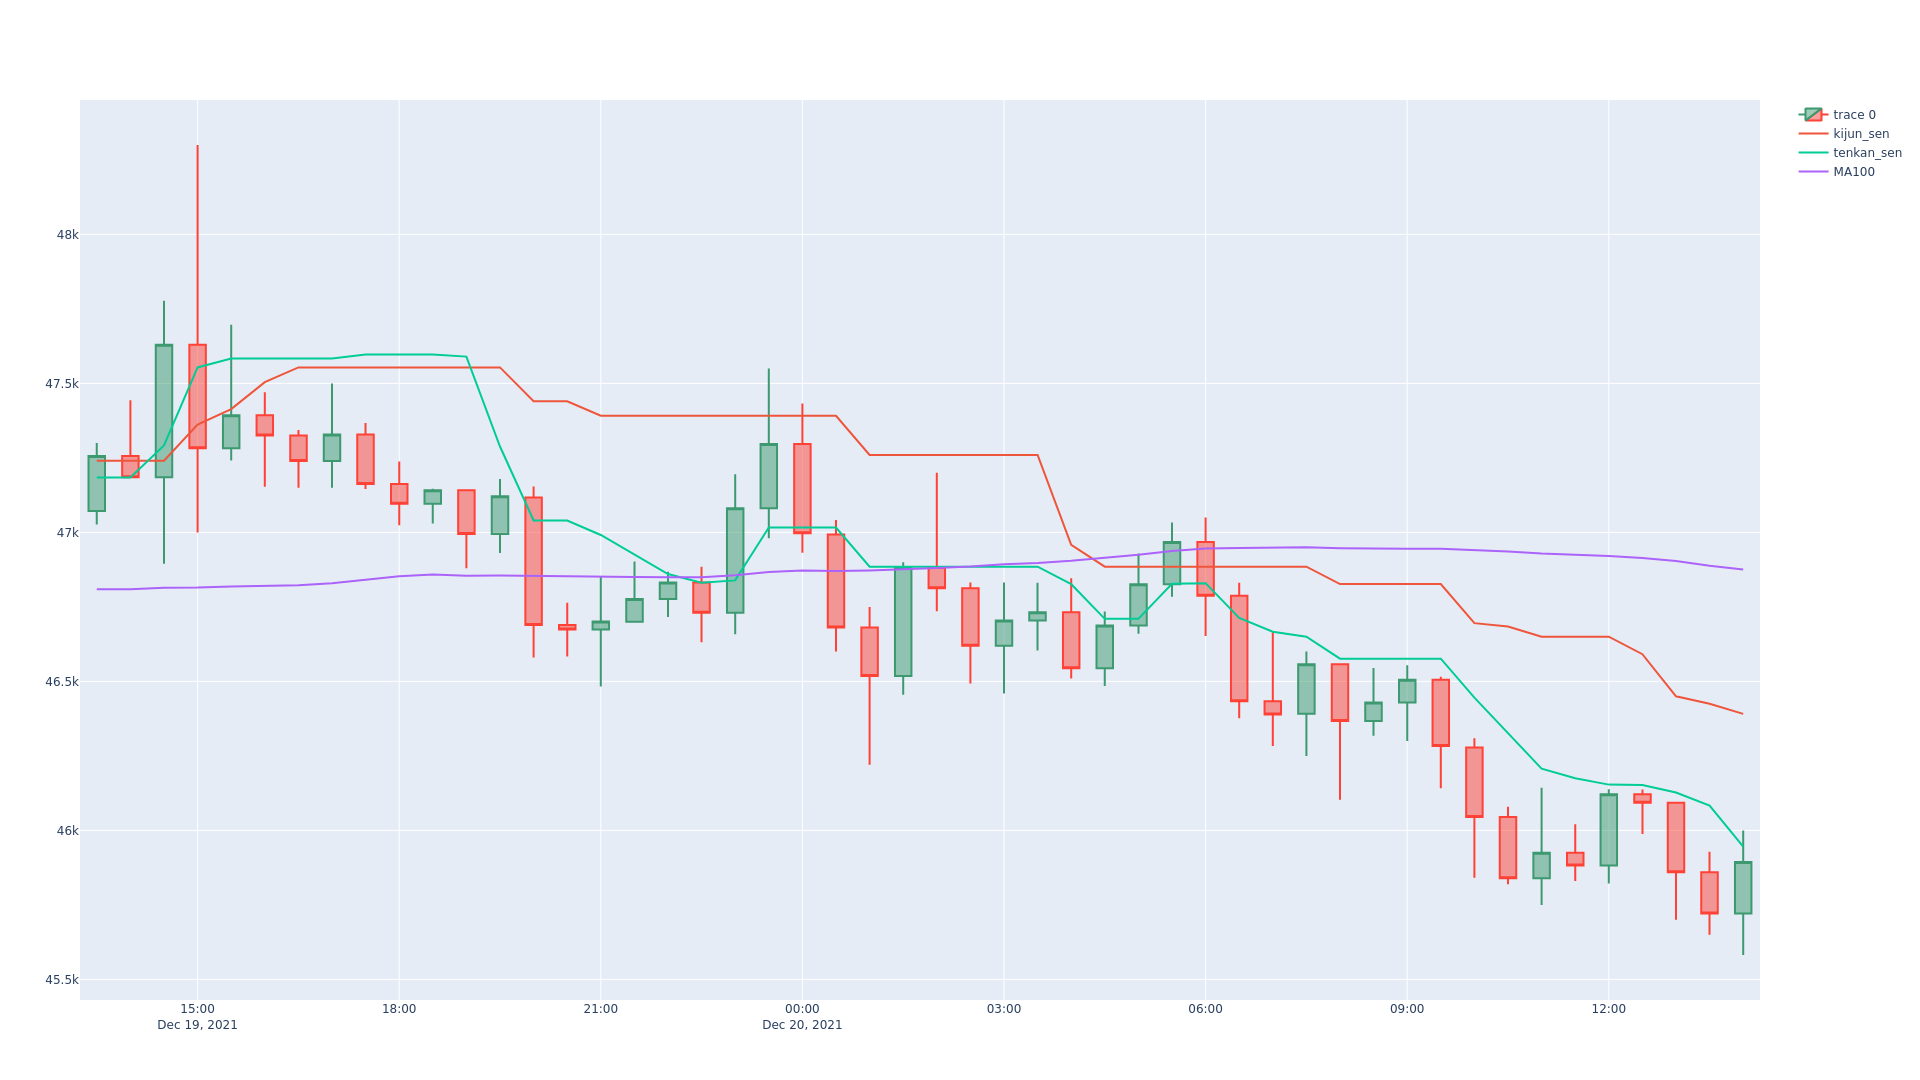 trace 0
kijun_sen
tenkan_sen
MA100
48k
47.5k
47k
46.5k
46k
45.5k
15:00 18:00 21:00 00:00 03:00 06:00 09:00 12:00
Dec 19, 2021 Dec 20, 2021